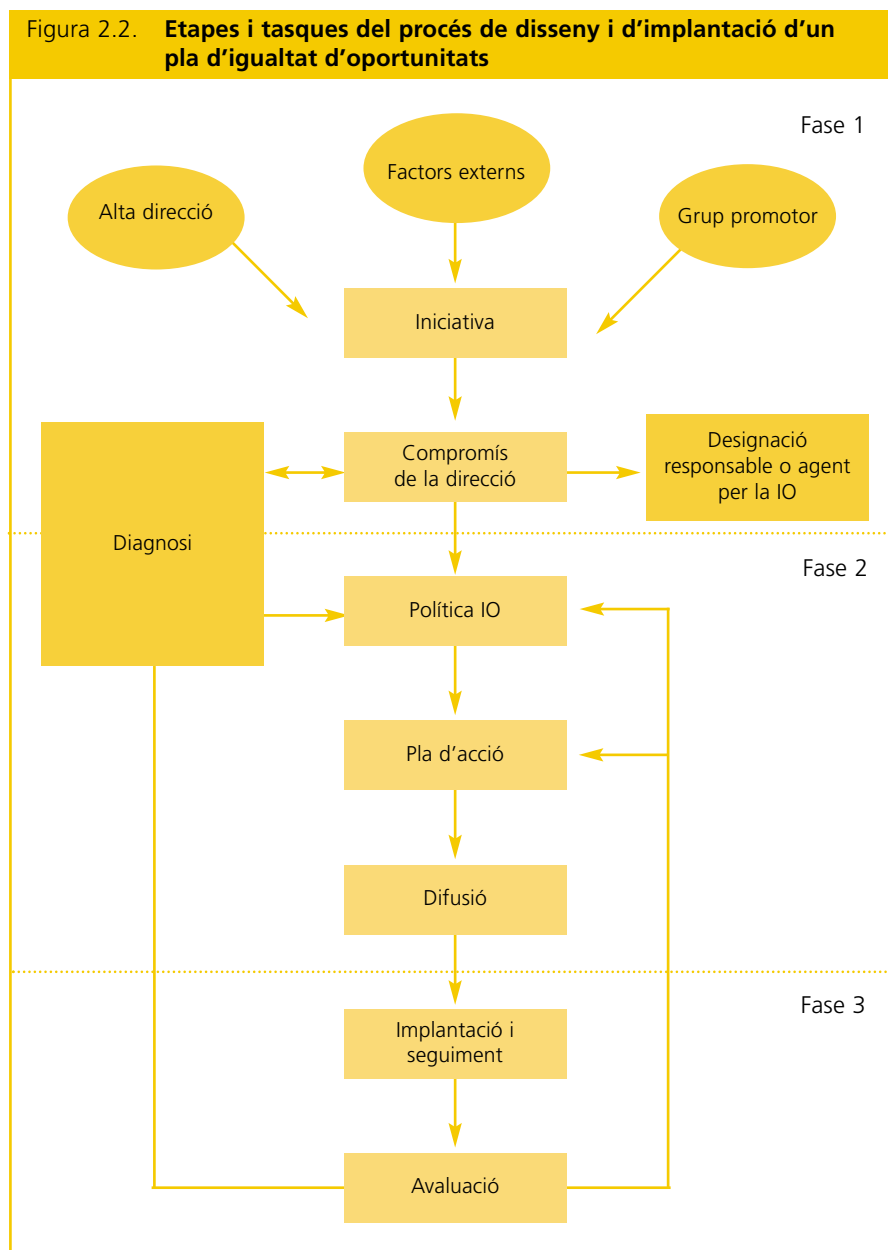 Figura 2.2. Etapes i tasques del procés de disseny i d’implantació d’un
pla d’igualtat d’oportunitats
Fase 1
Factors externs
Alta direcció
Grup promotor
Iniciativa
Compromís
de la direcció
Designació
responsable o agent
per la IO
Diagnosi
Fase 2
Política IO
Pla d’acció
Difusió
Fase 3
Implantació i
seguiment
Avaluació